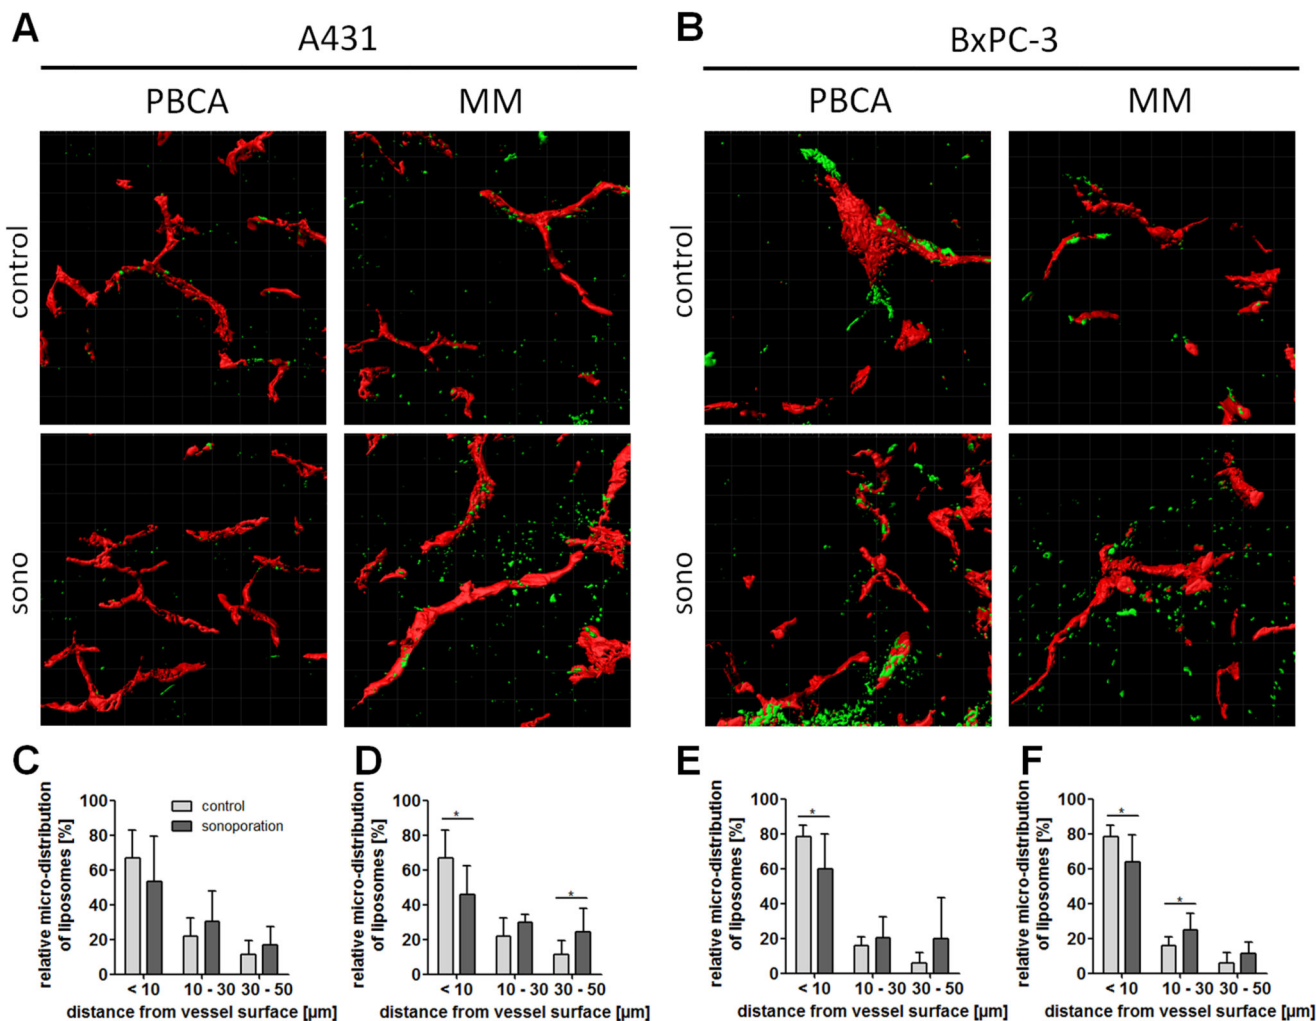 A
A431
PBCA
MM
control
sono
B
BxPC-3
PBCA
MM
control
sono
C
relative micro-distribution
of liposomes [%]
100
80
60
40
20
0
control
sonoporation
< 10
10 - 30
30 - 50
distance from vessel surface [µm]
D
relative micro-distribution
of liposomes [%]
100
80
60
40
20
0
*
*
< 10
10 - 30
30 - 50
distance from vessel surface [µm]
E
relative micro-distribution
of liposomes [%]
100
80
60
40
20
0
*
< 10
10 - 30
30 - 50
distance from vessel surface [µm]
F
relative micro-distribution
of liposomes [%]
100
80
60
40
20
0
*
*
< 10
10 - 30
30 - 50
distance from vessel surface [µm]